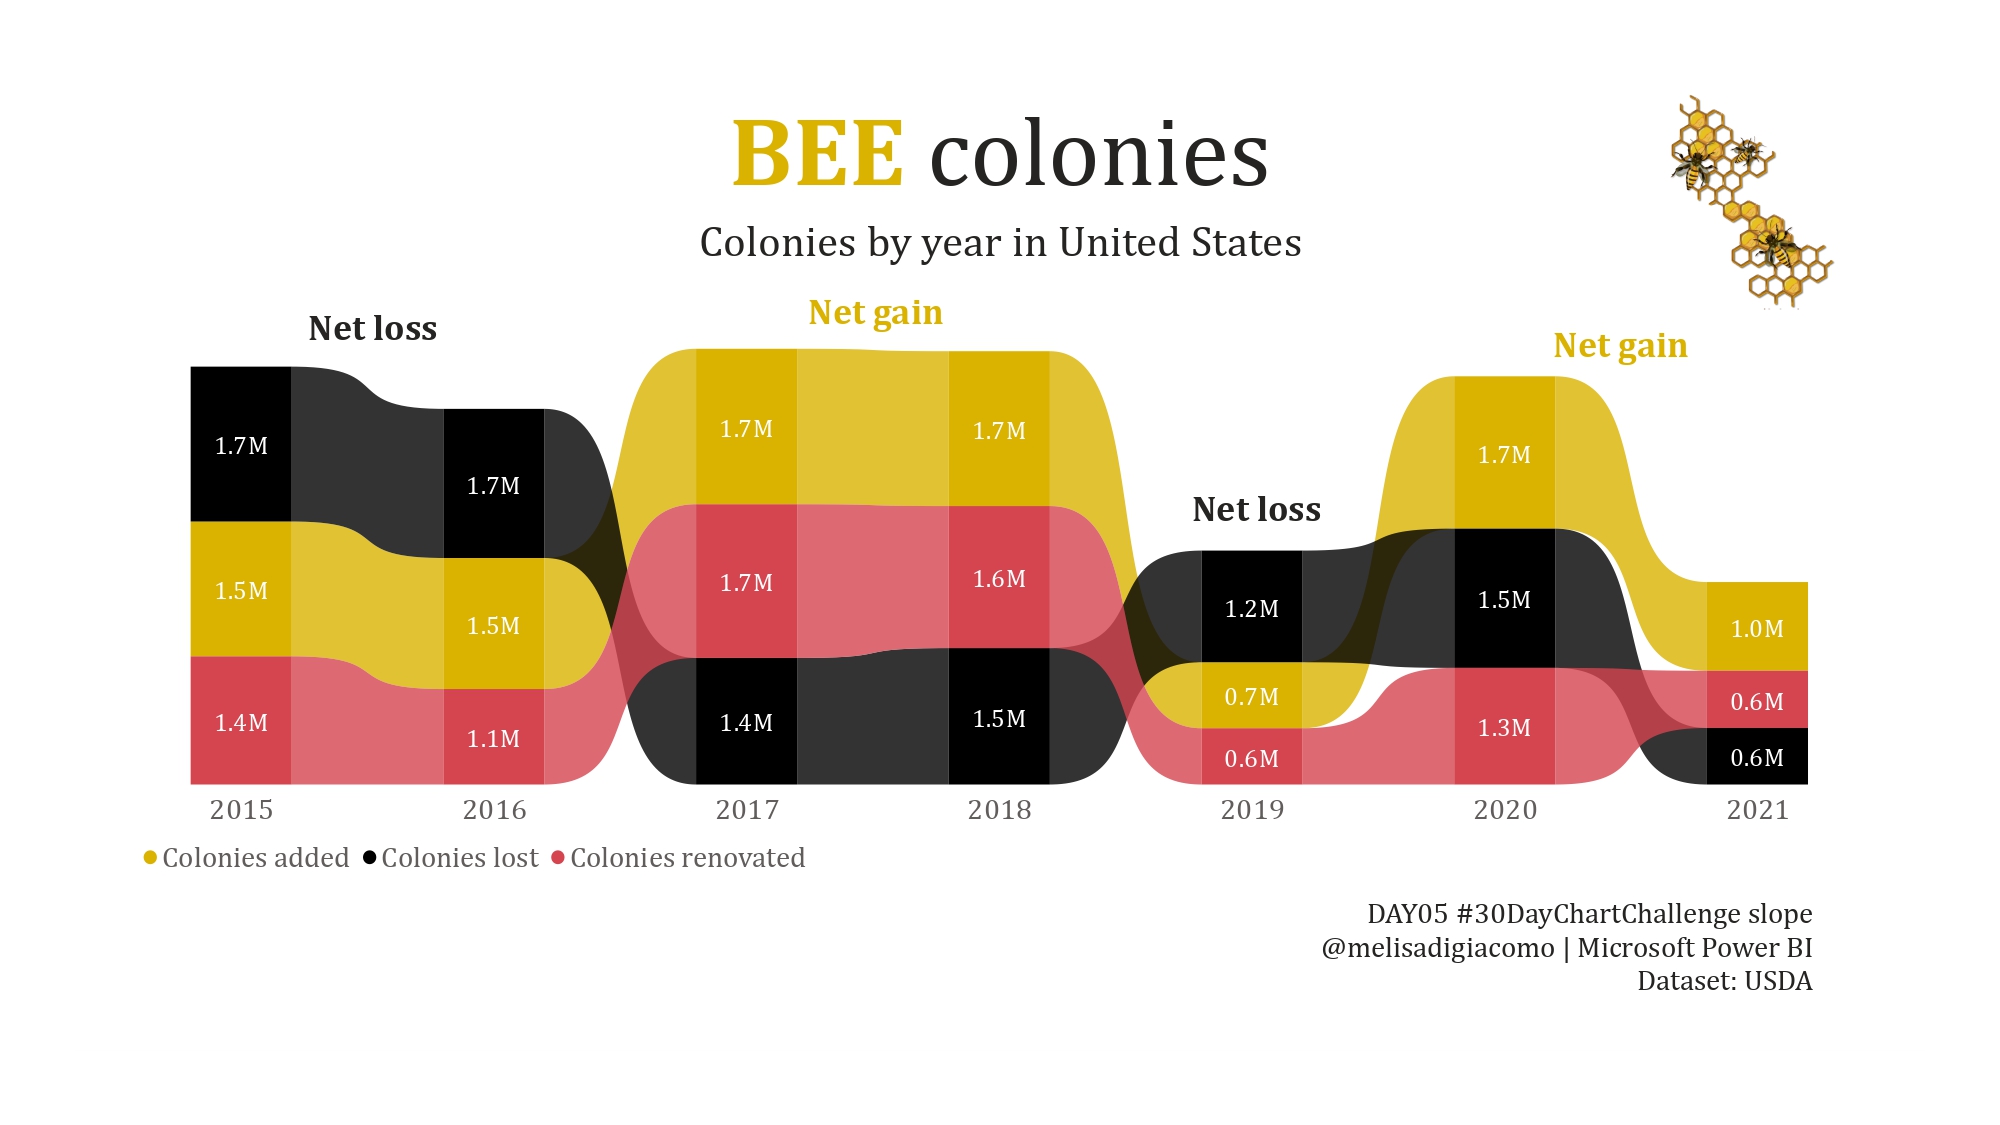 BEE colonies
Colonies by year in United States
Net loss
Net gain
Net loss
Net gain
1.7M
1.5M
1.4M
1.7M
1.5M
1.1M
1.7M
1.7M
1.4M
1.7M
1.6M
1.5M
1.2M
0.7M
0.6M
1.7M
1.5M
1.3M
1.0M
0.6M
0.6M
2015 2016 2017 2018 2019 2020 2021
Colonies added Colonies lost Colonies renovated
DAY05 #30DayChartChallenge slope
@melisadigiacomo | Microsoft Power BI
Dataset: USDA